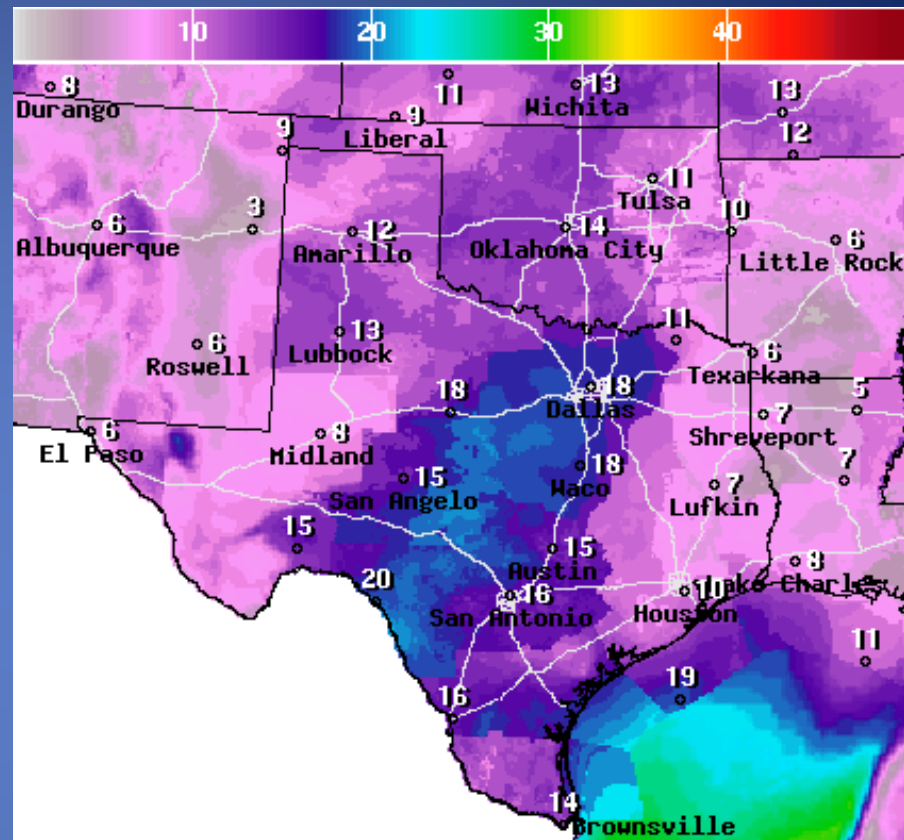 10 20 30 40
8 11 13 13
Durango Liberal Wichita
9 9 12
6 3 12 14 11 10 6
Albuquerque Amarillo Oklahoma City Tulsa Little Rock
6 13 11 6
Roswell Lubbock Texarkana
18 18 7 5
Dallas Shreveport
6 8
El Paso Midland
15 18 7 7
San Angelo Waco Lufkin
15 15 8
Austin Lake Charles
20 16 10
San Antonio Houston
11
16 19
14
Brownsville